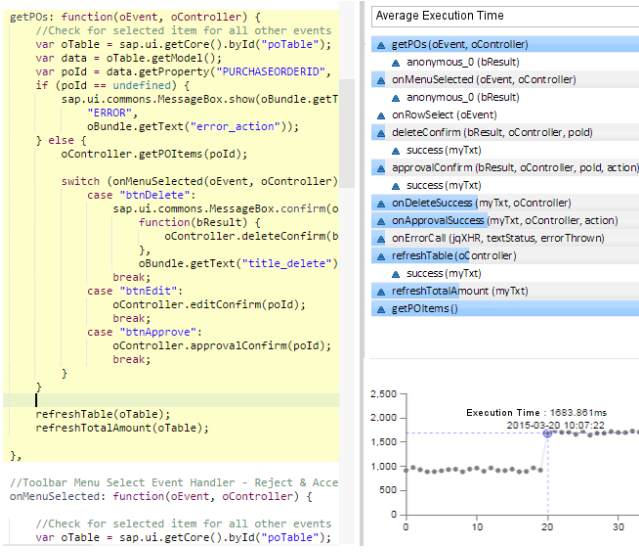 getPOs: function(oEvent, oController) {
//Check for selected item for all other events
var oTable = sap.ui.getCore().byId("poTable");
var data = oTable.getModel();
var poId = data.getProperty("PURCHASEORDERID",
if (poId == undefined) {
sap.ui.commons.MessageBox.show(oBundle.getT
"ERROR",
oBundle.getText("error_action"));
} else {
oController.getPOItems(poId);
switch (onMenuSelected(oEvent, oController)
case "btnDelete":
sap.ui.commons.MessageBox.confirm(o
function(bResult) {
oController.deleteConfirm(b
},
oBundle.getText("title_delete")
break;
case "btnEdit":
oController.editConfirm(poId);
break;
case "btnApprove":
oController.approvalConfirm(poId);
break;
}
}
refreshTable(oTable);
refreshTotalAmount(oTable);
},
//Toolbar Menu Select Event Handler - Reject & Acce
onMenuSelected: function(oEvent, oController) {
//Check for selected item for all other events
var oTable = sap.ui.getCore().byId("poTable");
Average Execution Time
getPOs (oEvent, oController)
anonymous_0 (bResult)
onMenuSelected (oEvent, oController)
anonymous_0 (bResult)
onRowSelect (oEvent)
deleteConfirm (bResult, oController, poId)
success (myTxt)
approvalConfirm (bResult, oController, poId, action)
success (myTxt)
onDeleteSuccess (myTxt, oController)
onApprovalSuccess (myTxt, oController, action)
onErrorCall (jqXHR, textStatus, errorThrown)
refreshTable (oController)
success (myTxt)
refreshTotalAmount (myTxt)
getPOItems ()
2,500
2,000
1,500
1,000
500
0
Execution Time : 1683.861ms
2015-03-20 10:07:22
0 10 20 30